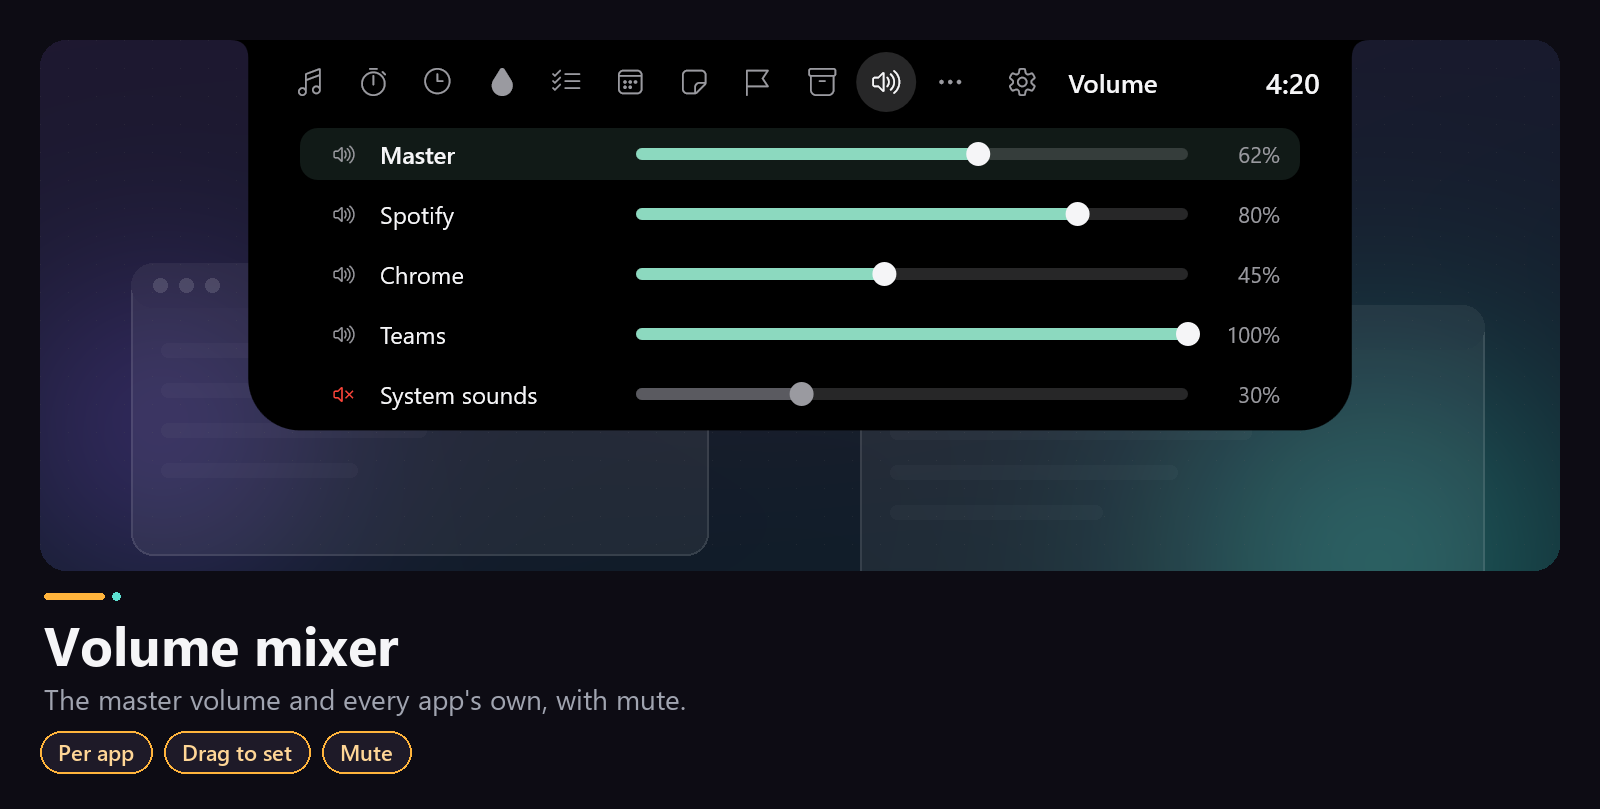 Volume 4:20
Master 62%
Spotify 80%
Chrome 45%
Teams 100%
System sounds 30%
Volume mixer
The master volume and every app's own, with mute.
Per app Drag to set Mute